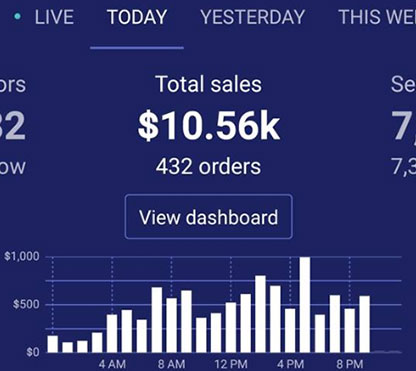 LIVE TODAY YESTERDAY THIS WE
ors Total sales Se
32 $10.56k 7,
ow 432 orders 7,3
View dashboard
$1,000
$500
$0
4 AM 8 AM 12 PM 4 PM 8 PM